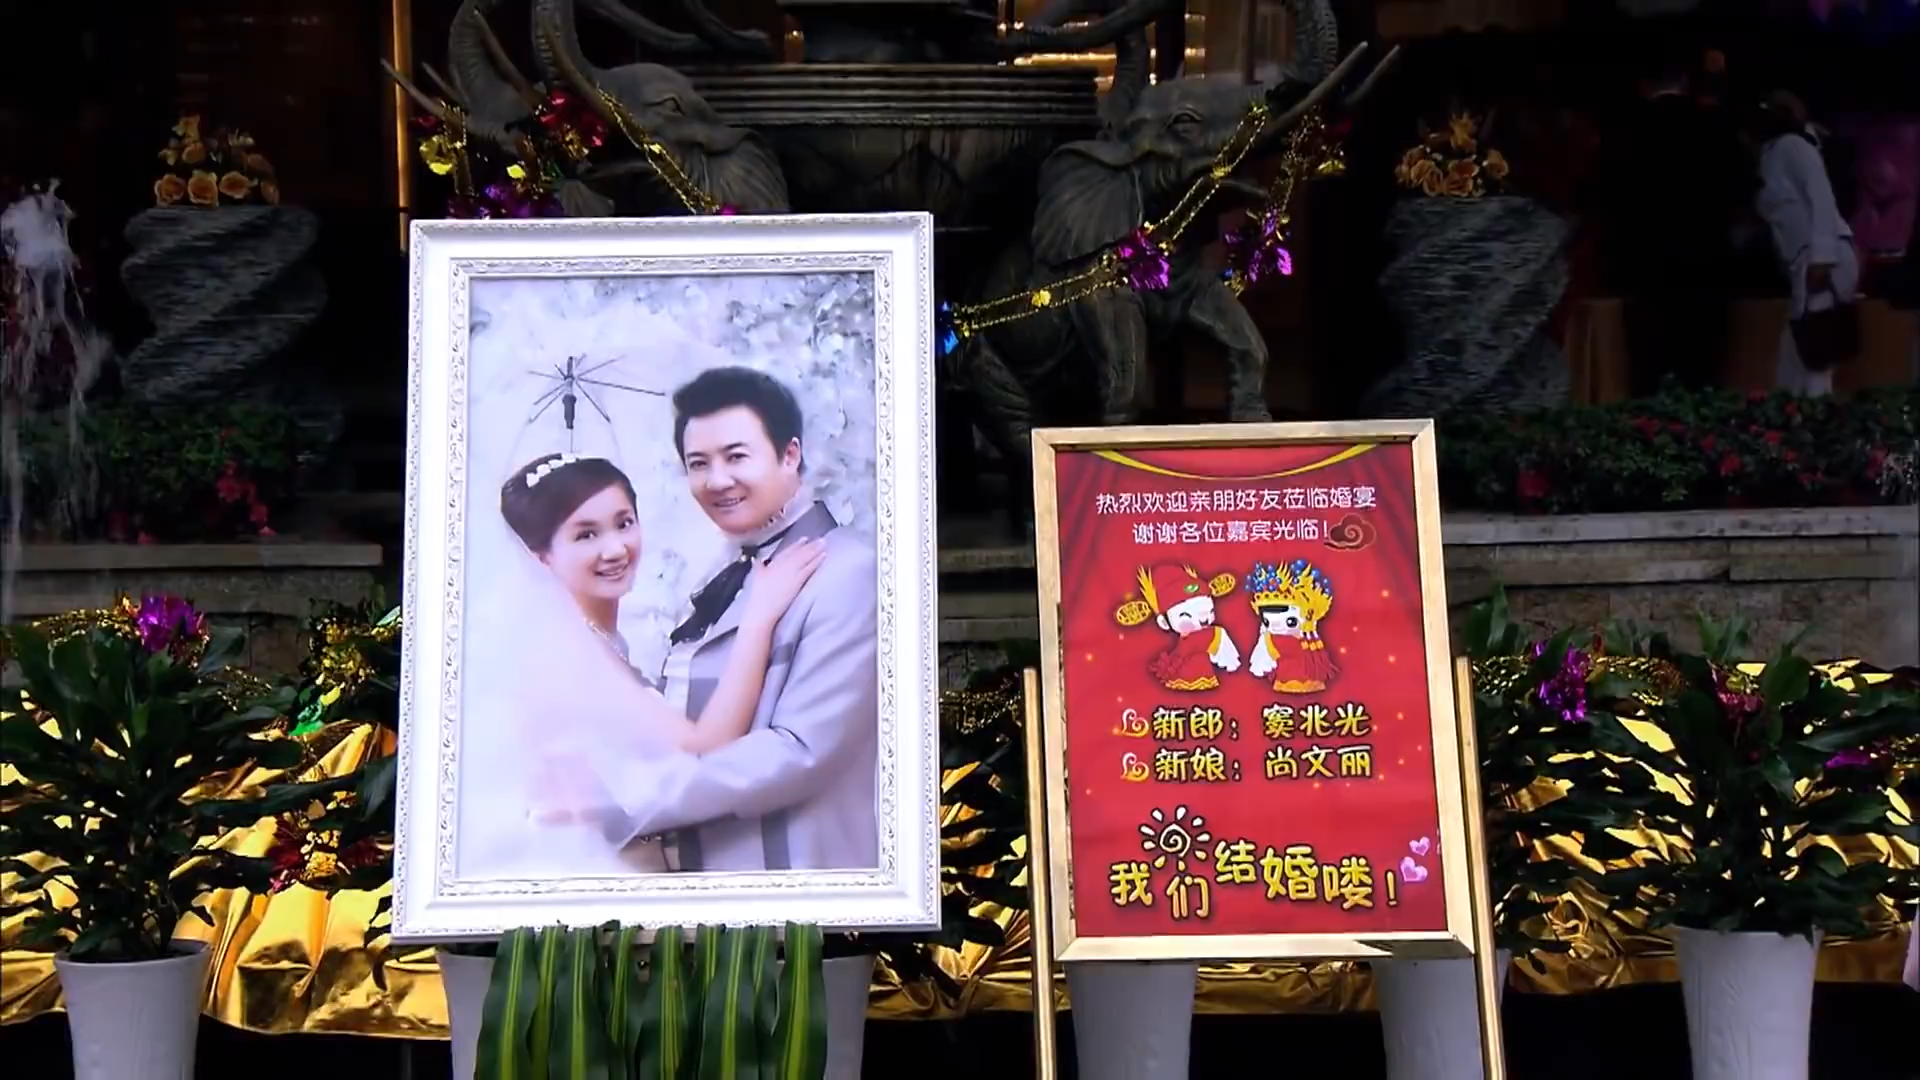 热烈欢迎亲朋好友莅临婚宴
谢谢各位嘉宾光临!
新郎：窦兆光
新娘：尚文丽
我们结婚喽!